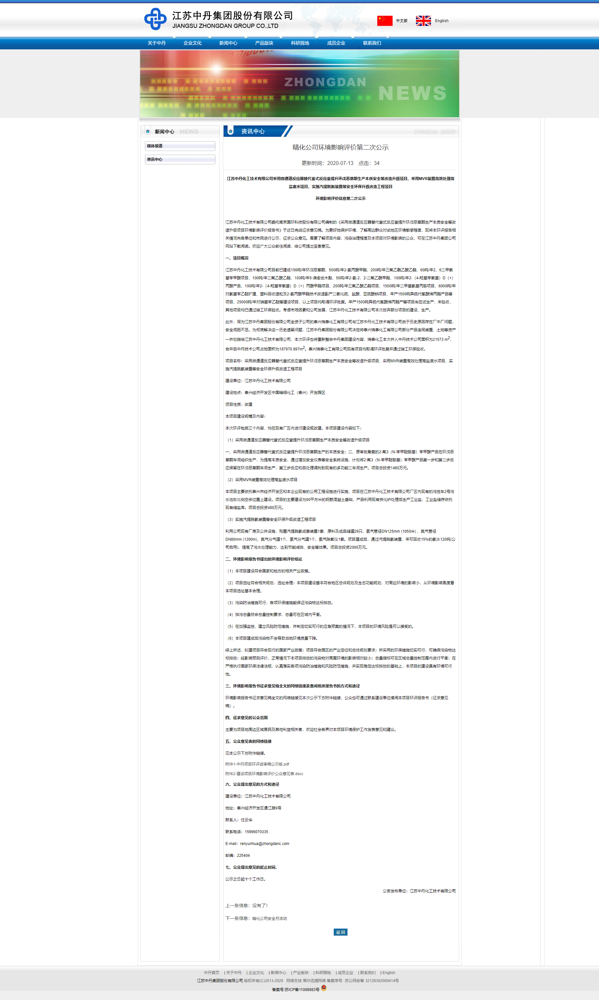 江苏中丹集团股份有限公司
JIANGSU ZHONGDAN GROUP CO.,LTD
中文版 English
关于中丹 企业文化 新闻中心 产品版块 科研园地 成员企业 联系我们
ZHONGDAN
NEWS
新闻中心 NEWS
资讯中心 ZHONGDAN GROUP
媒体报道
资讯中心
精化公司环境影响评价第二次公示
更新时间：2020-07-13 点击：34
江苏中丹化工技术有限公司采用微通道反应器替代釜式反应釜提升环戊恶草酮生产本质安全等改造升级项目、采用MVR装置高效处理高
盐废水项目、实施汽提脱氨装置等安全环保升级改造工程项目
环境影响评价信息第二次公示
江苏中丹化工技术有限公司委托南京国环科技股份有限公司编制的《采用微通道反应器替代釜式反应釜提升环戊恶草酮生产本质安全等改
造升级项目环境影响评价报告书》于近日完成征求意见稿。为更好地保护环境，了解周边群众对该地区环境敏感程度，现将本环评报告相
关情况向各单位和市民进行公示，征求公众意见。需要了解项目内容、污染治理程度及本项目对环境影响的公众，可在江苏中丹集团公司
网站下载阅读。欢迎广大公众前往阅读，给公司提出宝贵意见。
一、项目概况
江苏中丹化工技术有限公司目前已建成100吨/年环戊恶草酮、500吨/年2-氯丙酸甲酯、200吨/年三氟乙酰乙酸乙酯、60吨/年2、6二甲氧
基苯甲酸项目、100吨/年二氟乙酸乙酯、100吨/年5-溴愈创木酚、50吨/年2-氯-2，2-二氟乙酸甲酯、100吨/年2-（4-羟基苯氧基）D（+）
丙酸产品、100吨/年2-（4-羟基苯氧基）D（+）丙酸甲酯项目、200吨/年三氟乙酸乙酯项目、1500吨/年二甲基氨基丙胺项目、6000吨/年
对氨基苯乙醚扩建、塑料回收造粒及2-氯丙酸甲酯技术改造副产二氧化硫、盐酸、亚硫酸钠项目、年产1500吨异硫代氰酸烯丙酯产品等
项目、25000吨/年对硝基苯乙醚等建设项目，以上项目均取得环评批复。年产1500吨异硫代氰酸烯丙酯产等项目尚在试生产，未验收，
其他项目均已通过竣工环保验收。考虑市场因素和公司发展，江苏中丹化工技术有限公司本次放弃部分项目的建设、生产。
此外，同为江苏中丹集团股份有限公司全资子公司的泰兴瑞泰化工有限公司与江苏中丹化工技术有限公司由于历史原因存在厂中厂问题，
安全间距不足。为彻底解决这一历史遗留问题，江苏中丹集团股份有限公司决定将泰兴瑞泰化工有限公司部分产品连同装置、土地等资产
一并划拨给江苏中丹化工技术有限公司，本次环评也将重新整合中丹集团建设内容，瑞泰化工本次并入中丹技术公司面积为21573 m2，
合并后中丹技术公司占地面积为187970.897m2。泰兴瑞泰化工有限公司现有项目均取得环评批复并通过竣工环保验收。
项目名称：采用微通道反应器替代釜式反应釜提升环戊恶草酮生产本质安全等改造升级项目、采用MVR装置高效处理高盐废水项目、实
施汽提脱氨装置等安全环保升级改造工程项目
建设单位：江苏中丹化工技术有限公司
建设地点：泰兴经济开发区中国精细化工（泰兴）开发园区
项目性质：改建
本项目建设规模及内容：
本次环评包括三个内容，均在现有厂区内进行建设或改建。本项目建设内容如下：
（1）采用微通道反应器替代釜式反应釜提升环戊恶草酮生产本质安全等改造升级项目
一、采用微通道反应器替代釜式反应釜提升环戊恶草酮生产的本质安全；二、原审批备案的2-氟3（N-苯甲醚胺基）苯甲酸产品在环戊恶
草酮车间组织生产，为提高本质安全，通过增加安全仪表等安全系统设施，计划将2-氟3（N-苯甲醚胺基）苯甲酸产品第一步和第二步反
应保留在环戊恶草酮车间生产，第三步反应和后处理调剂到现有的多功能二车间生产。项目总投资1480万元。
（2）采用MVR装置高效处理高盐废水项目
本项目主要依托泰兴市经济开发区和本企业现有的公用工程设施进行实施，项目在江苏中丹化工技术有限公司厂区内现有的污控车2号污
水池东北侧空余位置上建设。项目的主要建设为90平方米的钢筋混凝土基础，产品利用现有炭化炉处理后生产工业盐，工业盐储存依托
现有储盐库。项目总投资480万元。
（3）实施汽提脱氨装置等安全环保升级改造工程项目
利用公司现有厂房及公共设施，购置汽提脱氨成套装置1套、原料及成品储罐29只、氢气管径DN125mm (1050米) 、氮气管径
DN80mm (1200m)、氮气分气罐1个、氢气分气罐1个、氢气除氧仪1套。项目建成后，通过汽提脱氨装置，年可回收15%的氨水120吨(公
司自用)，提高了污水处理能力，达到节能减排、安全等效果。项目总投资2000万元。
二、环境影响报告书提出的环境影响评价结论
（1）本项目建设符合国家和地方的相关产业政策。
（2）项目选址符合相关规划，选址合理：本项目建设基本符合地区总体规划及生态功能规划，对周边环境的影响小，从环境影响角度看
本项目选址基本合理。
（3）污染防治措施可行，各项环保措施能保证污染物达标排放。
（4）排污总量符合总量控制要求，总量可在区域内平衡。
（5）在加强监控、建立风险防范措施，并制定切实可行的应急预案的情况下，本项目的环境风险是可以接受的。
（6）本项目建成后污染物不会导致当地环境质量下降。
综上所述，拟建项目符合现行的国家产业政策；项目符合园区的产业定位和总体规划要求；所采用的环保措施切实可行，可确保污染物达
标排放；经影响预测评价，正常情况下本项目排放的污染物对周围环境的影响相对较小；总量指标可在区域总量控制范围内进行平衡；在
严格执行国家环保法律法规，认真落实各项污染防治措施和风险防范措施，并实现稳定达标排放的基础上，本项目的建设具有环境可行
性。
三、环境影响报告书征求意见稿全文的网络链接及查阅纸质报告书的方式和途径
环境影响报告书征求意见稿全文的网络链接见本次公示下方附件链接，公众也可通过联系建设单位借阅本项目环评报告书（征求意见
稿）。
四、征求意见的公众范围
主要为项目地周边区域居民及其他利益相关者，欢迎社会各界对本项目环境保护工作发表意见和建议。
五、公众意见表的网络链接
见本公示下方附件链接。
附件1-中丹项目环评送审稿公示版.pdf
附件2-建设项目环境影响评价公众意见表.docx
六、公众提出意见的方式和途径
建设单位：江苏中丹化工技术有限公司
地址：泰兴经济开发区通江路9号
联系人：任云华
联系电话：15996070335
E-mail：renyunhua@zhongdanc.com
邮编：225404
七、公众提出意见的起止时间。
公示之日起十个工作日。
公告发布单位：江苏中丹化工技术有限公司
上一条信息：没有了！
下一条信息：精化公司安全月活动
返 回
中丹首页 | 关于中丹 | 企业文化 | 新闻中心 | 产业版块 | 科研园地 | 成员企业 | 联系我们 | English
江苏中丹集团股份有限公司 版权所有(C)2013-2020 网络支持 常州迅捷网络 备案序号: 苏公网安备 32128302000414号
备案号:苏ICP备11009883号